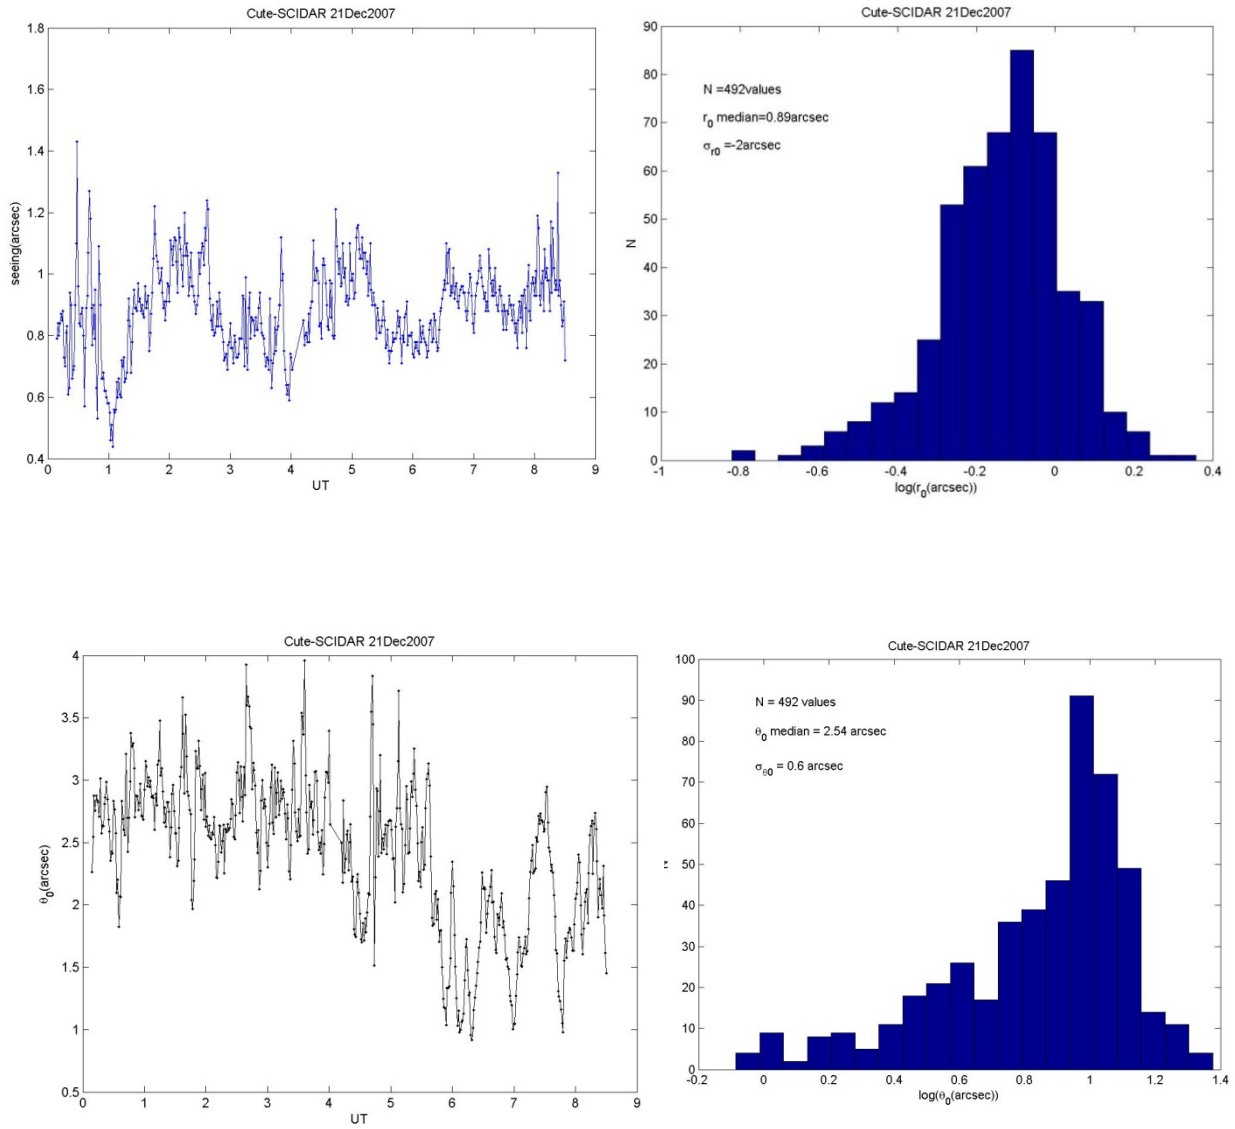 Cute-SCIDAR 21Dec2007
1.8
1.6
1.4
1.2
1
0.8
0.6
0.4
seeing(arcsec)
0 1 2 3 4 5 6 7 8 9
UT
Cute-SCIDAR 21Dec2007
90
80
70
60
50
40
30
20
10
0
N
N =492values
r0 median=0.89arcsec
σr0 =-2arcsec
-1 -0.8 -0.6 -0.4 -0.2 0 0.2 0.4
log(r0(arcsec))
Cute-SCIDAR 21Dec2007
4
3.5
3
2.5
2
1.5
1
0.5
θ0(arcsec)
0 1 2 3 4 5 6 7 8 9
UT
Cute-SCIDAR 21Dec2007
100
90
80
70
60
50
40
30
20
10
0
N = 492 values
θ0 median = 2.54 arcsec
σθ0 = 0.6 arcsec
-0.2 0 0.2 0.4 0.6 0.8 1 1.2 1.4
log(θ0(arcsec))